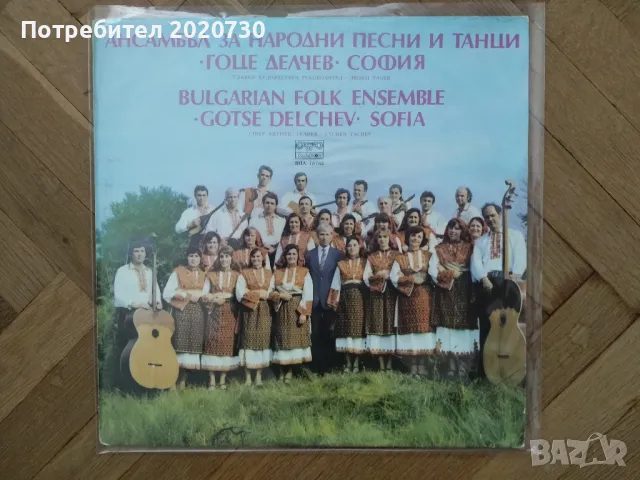 Потребител 2020730
АНСАМБЪЛ ЗА НАРОДНИ ПЕСНИ И ТАНЦИ
·ГОЦЕ ДЕЛЧЕВ· СОФИЯ
BULGARIAN FOLK ENSEMBLE
·GOTSE DELCHEV· SOFIA
BAZAR